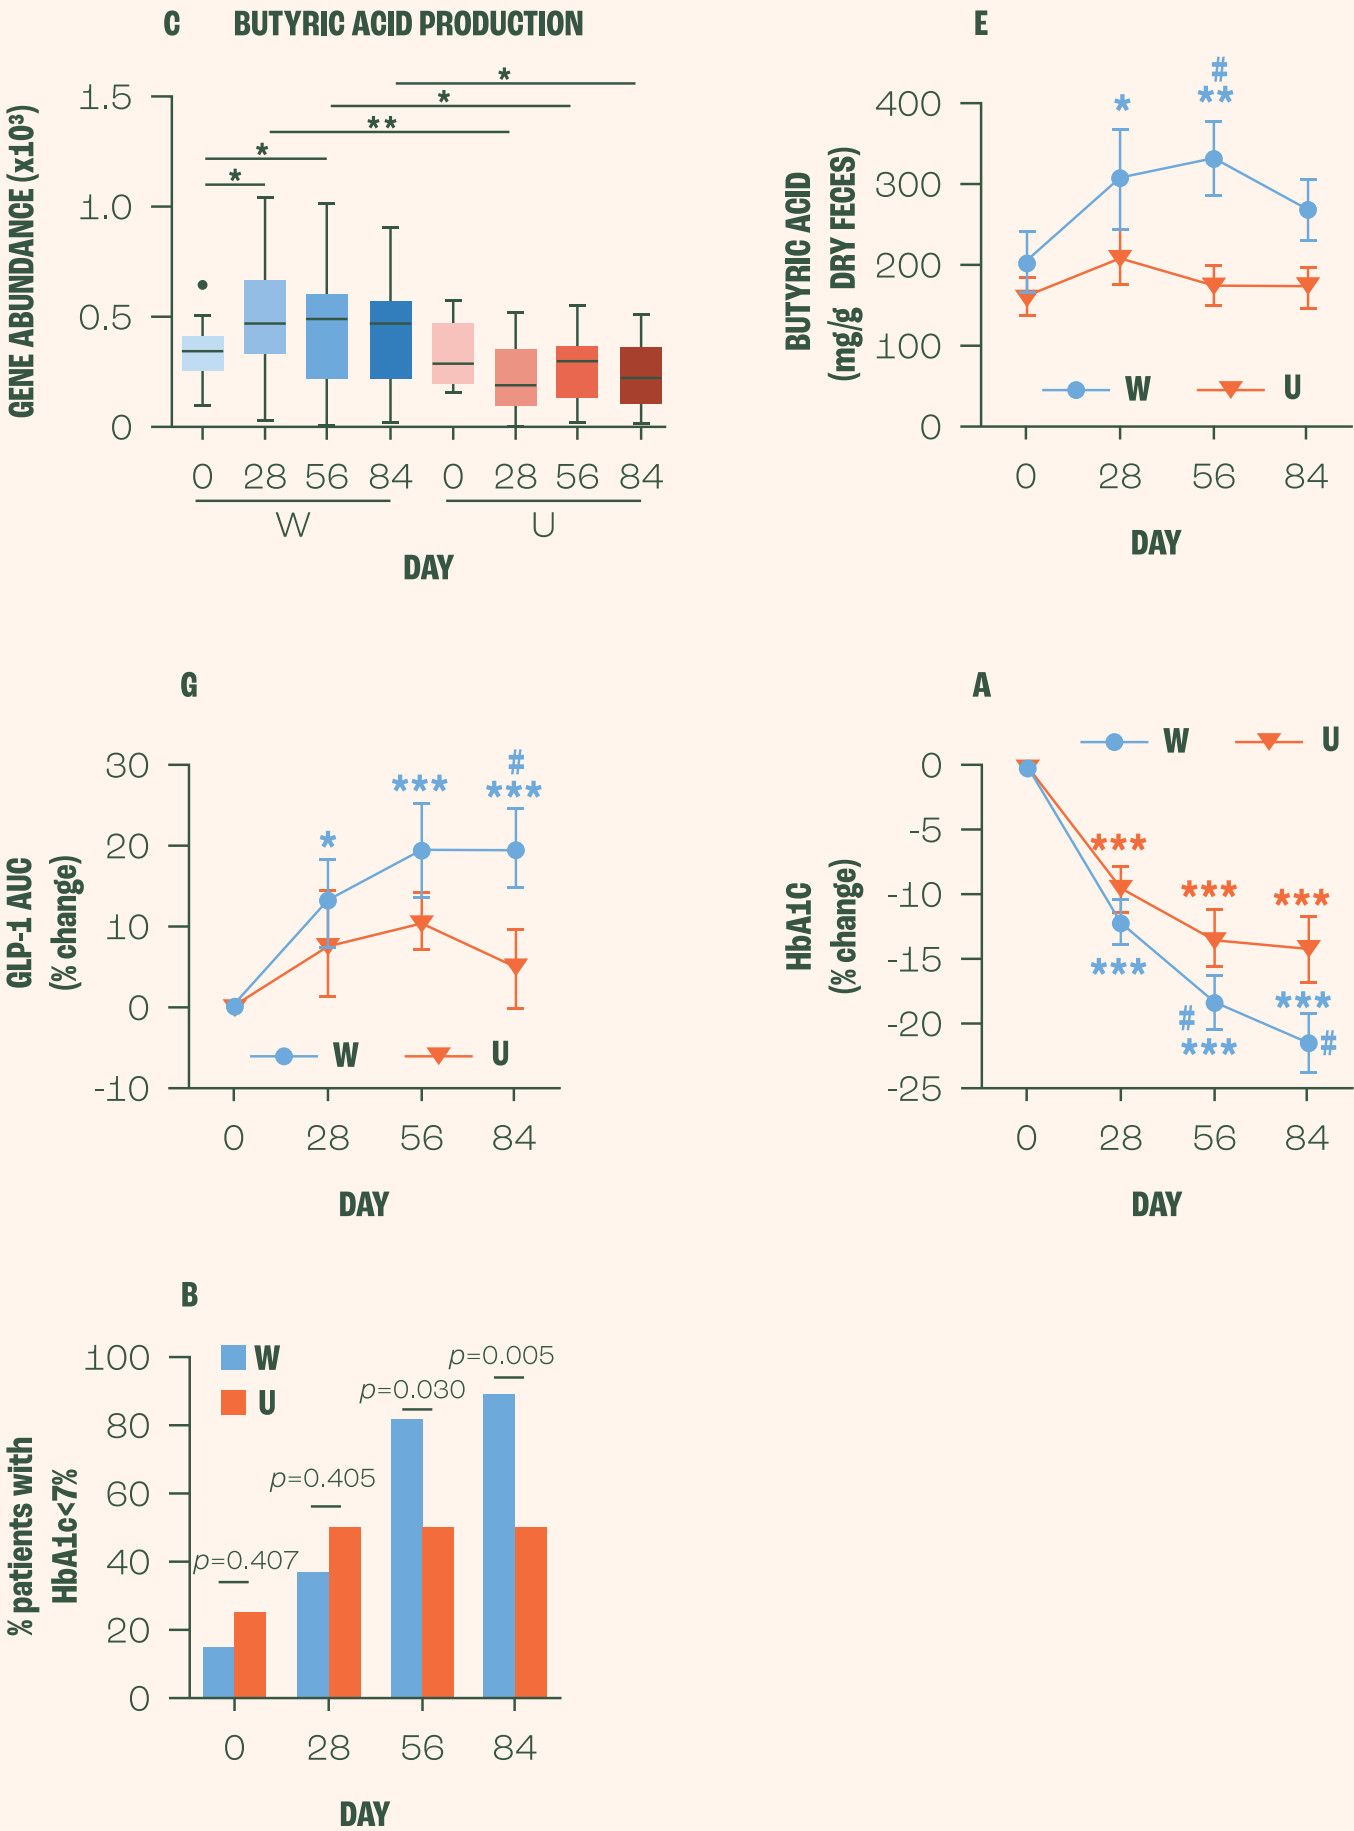 C BUTYRIC ACID PRODUCTION
GENE ABUNDANCE (x10³)
1.5
1.0
0.5
0
*
*
**
*
*
0 28 56 84 0 28 56 84
W U
DAY
E
BUTYRIC ACID
(mg/g DRY FECES)
400
300
200
100
0
*
#
**
W U
0 28 56 84
DAY
G
GLP-1 AUC
(% change)
30
20
10
0
-10
*
***
#
***
W U
0 28 56 84
DAY
A
W U
HbA1C
(% change)
0
-5
-10
-15
-20
-25
***
***
***
***
***
#
***
#
0 28 56 84
DAY
B
% patients with
HbA1c<7%
100
80
60
40
20
0
W
U
p=0.407
p=0.405
p=0.030
p=0.005
0 28 56 84
DAY